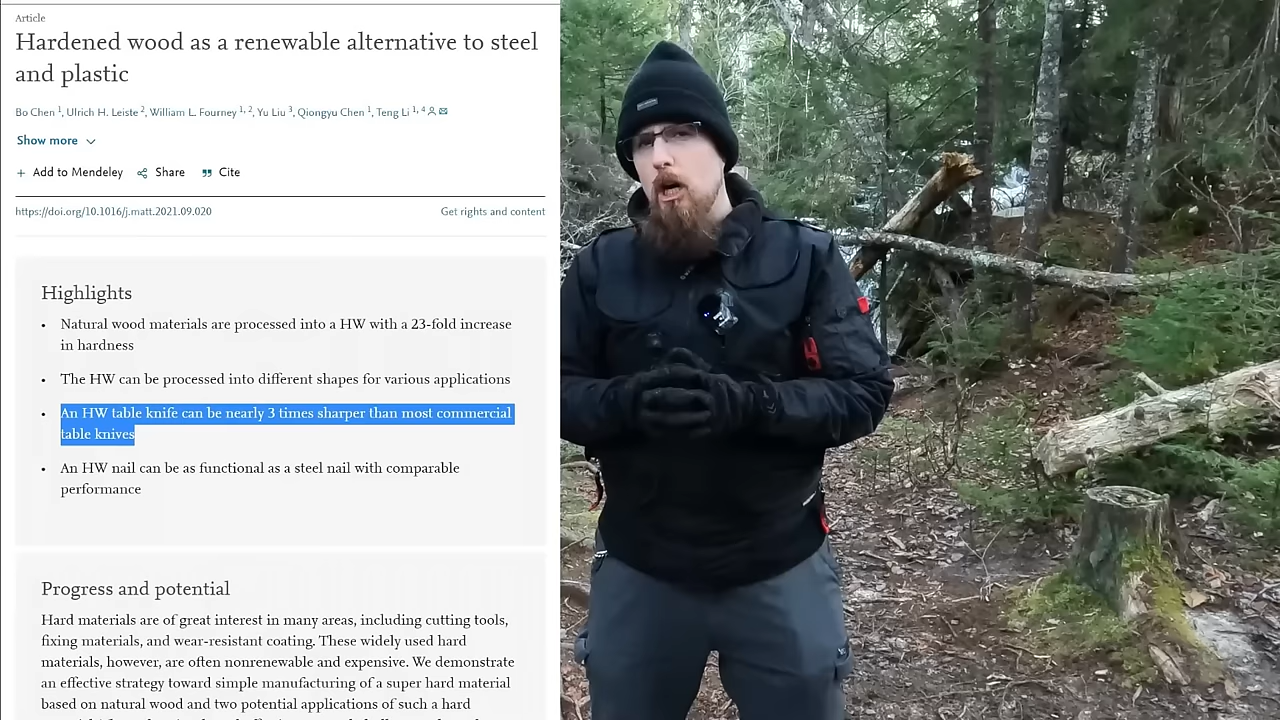 Article
Hardened wood as a renewable alternative to steel
and plastic
Bo Chen 1, Ulrich H. Leiste 2, William L. Fourney 1, 2, Yu Liu 3, Qiongyu Chen 1, Teng Li 1, 4
Show more
+ Add to Mendeley Share Cite
https://doi.org/10.1016/j.matt.2021.09.020 Get rights and content
Highlights
• Natural wood materials are processed into a HW with a 23-fold increase
in hardness
• The HW can be processed into different shapes for various applications
• An HW table knife can be nearly 3 times sharper than most commercial
table knives
• An HW nail can be as functional as a steel nail with comparable
performance
Progress and potential
Hard materials are of great interest in many areas, including cutting tools,
fixing materials, and wear-resistant coating. These widely used hard
materials, however, are often nonrenewable and expensive. We demonstrate
an effective strategy toward simple manufacturing of a super hard material
based on natural wood and two potential applications of such a hard